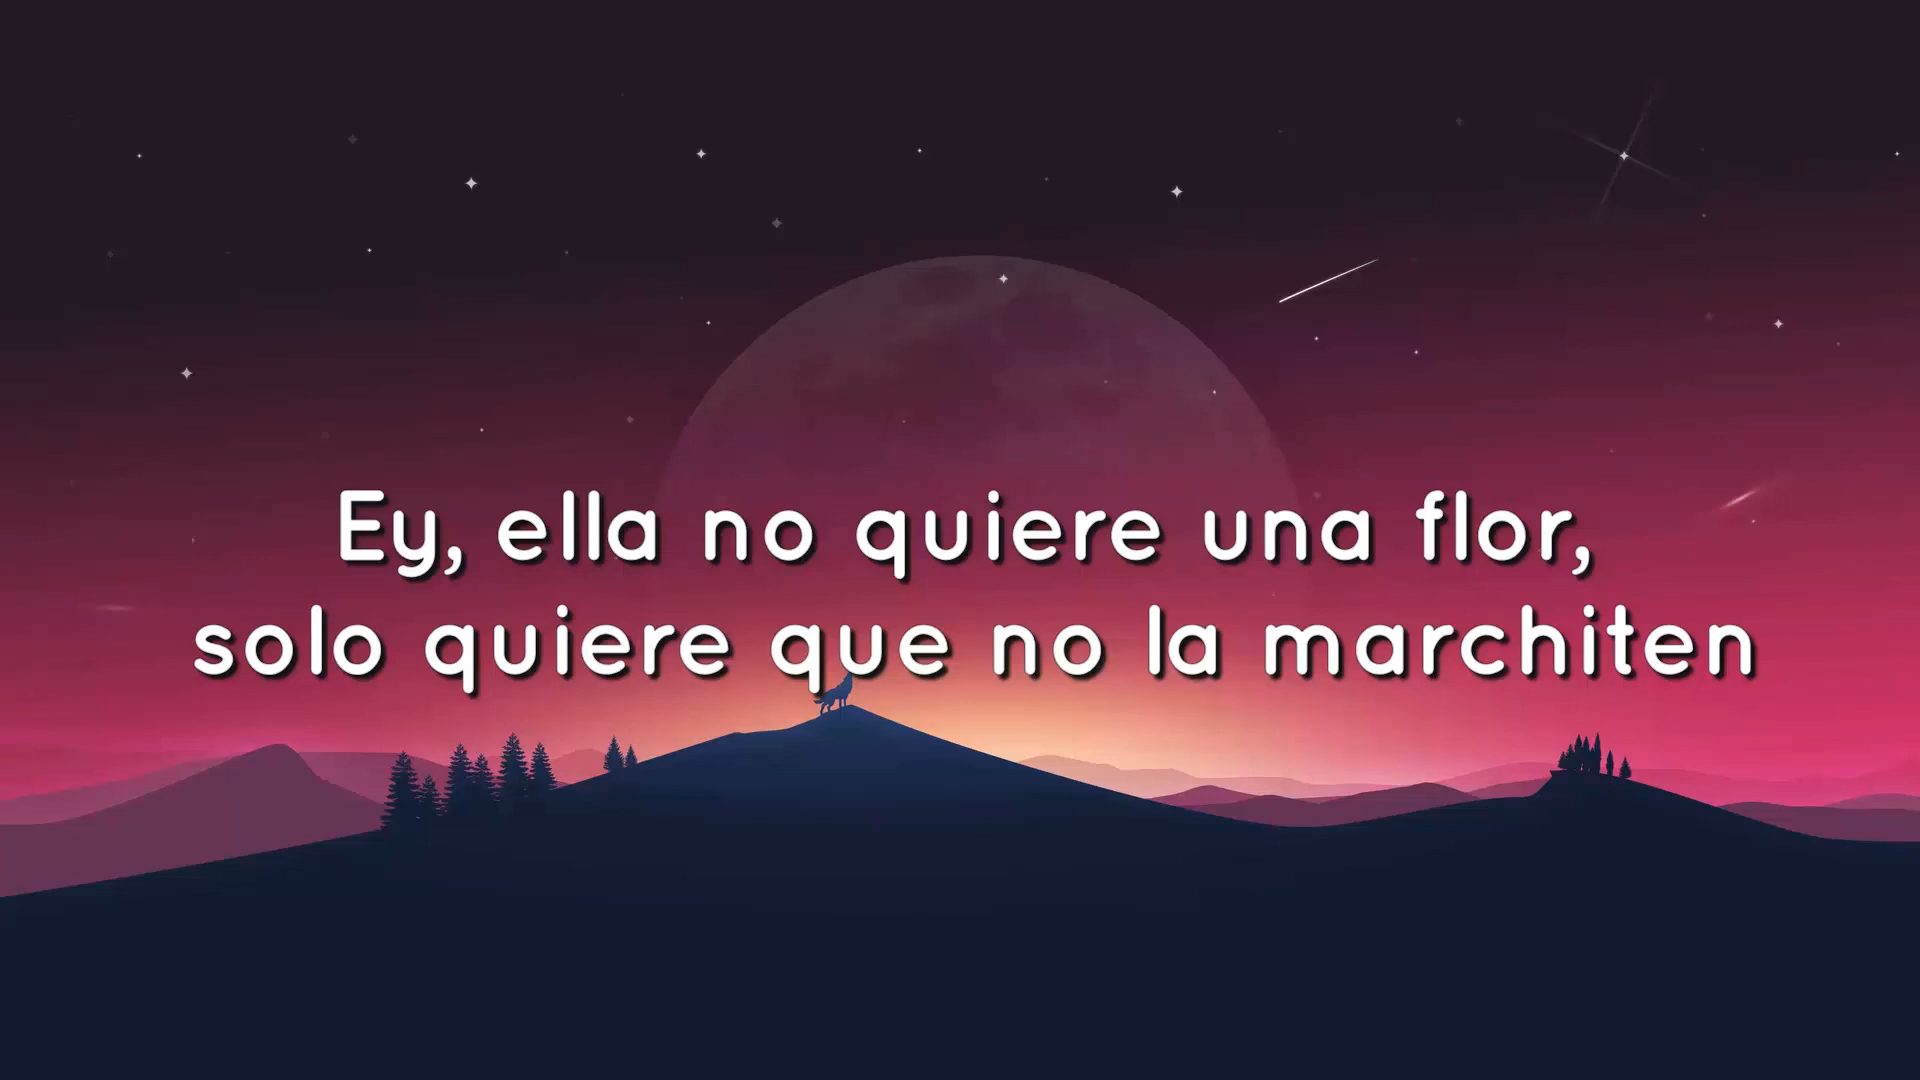 Ey, ella no quiere una flor,
solo quiere que no la marchiten